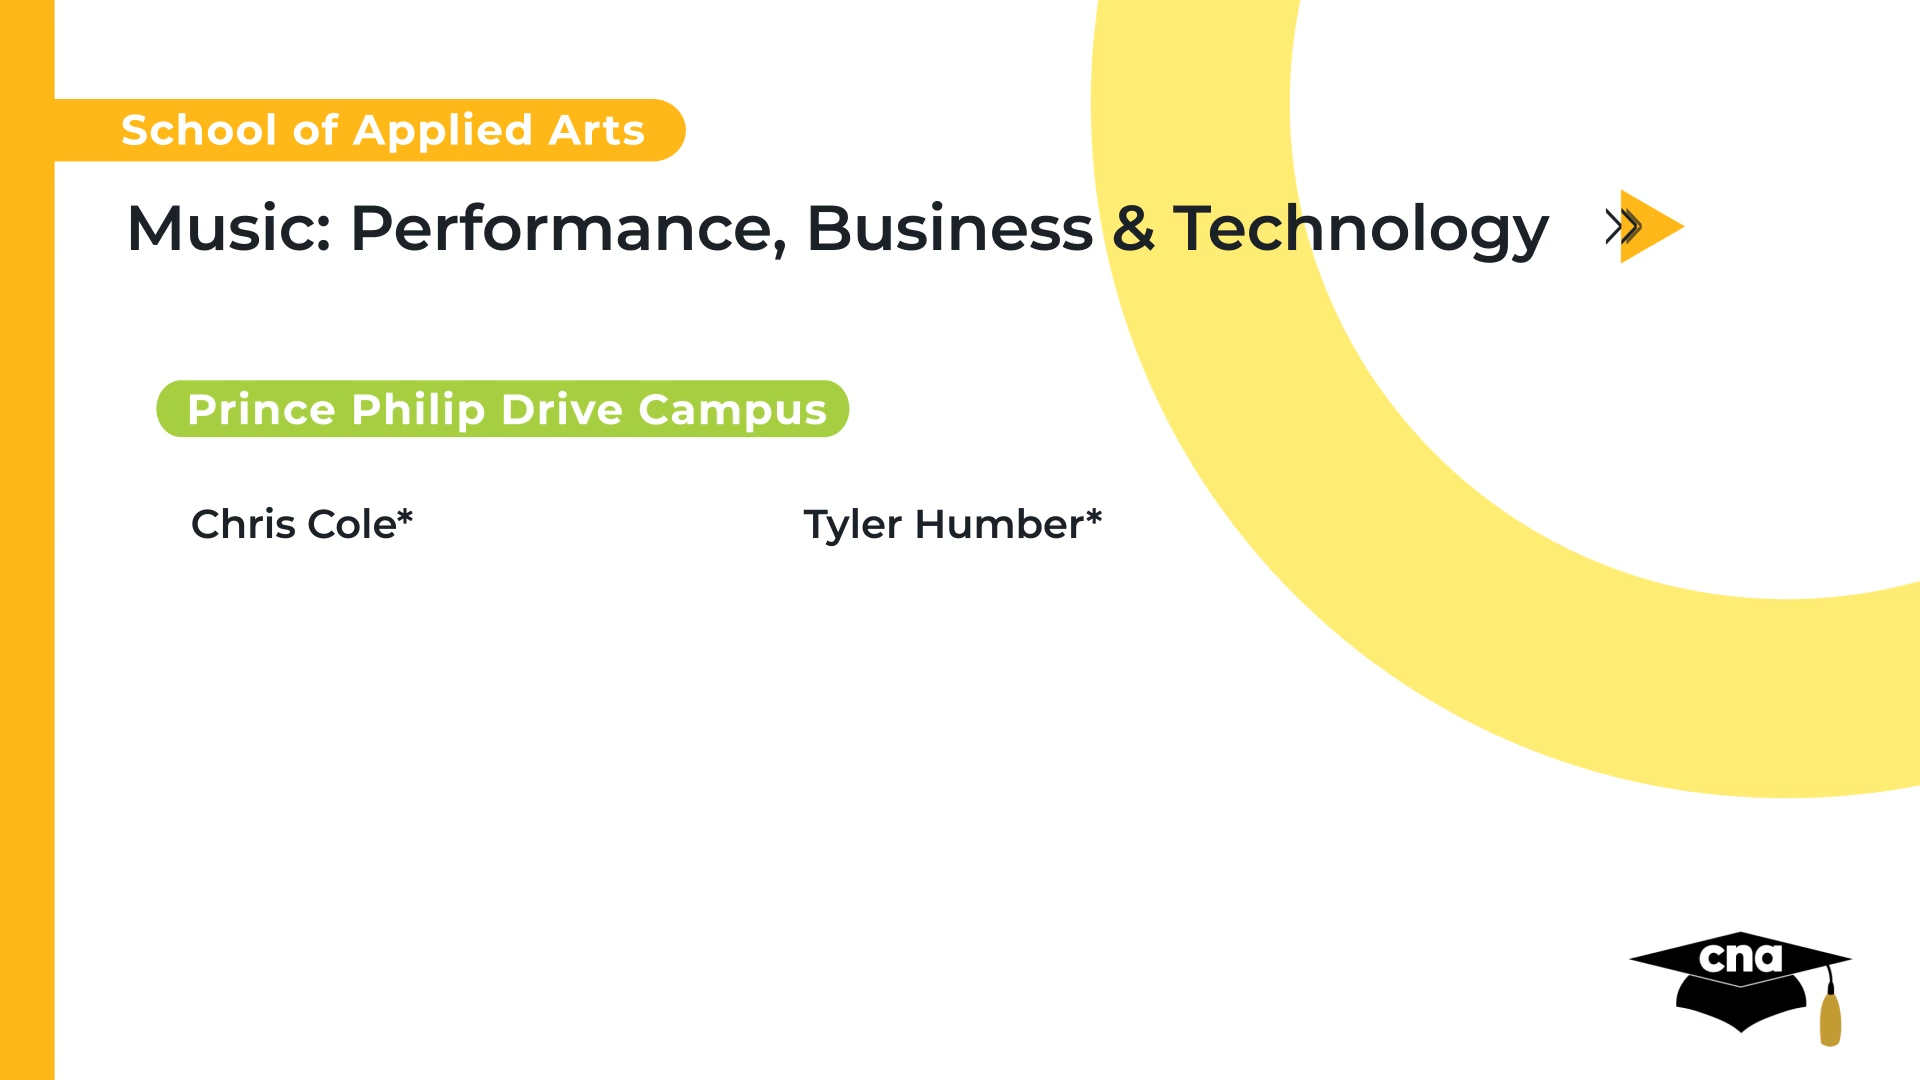 School of Applied Arts
Music: Performance, Business & Technology
Prince Philip Drive Campus
Chris Cole*
Tyler Humber*
cna